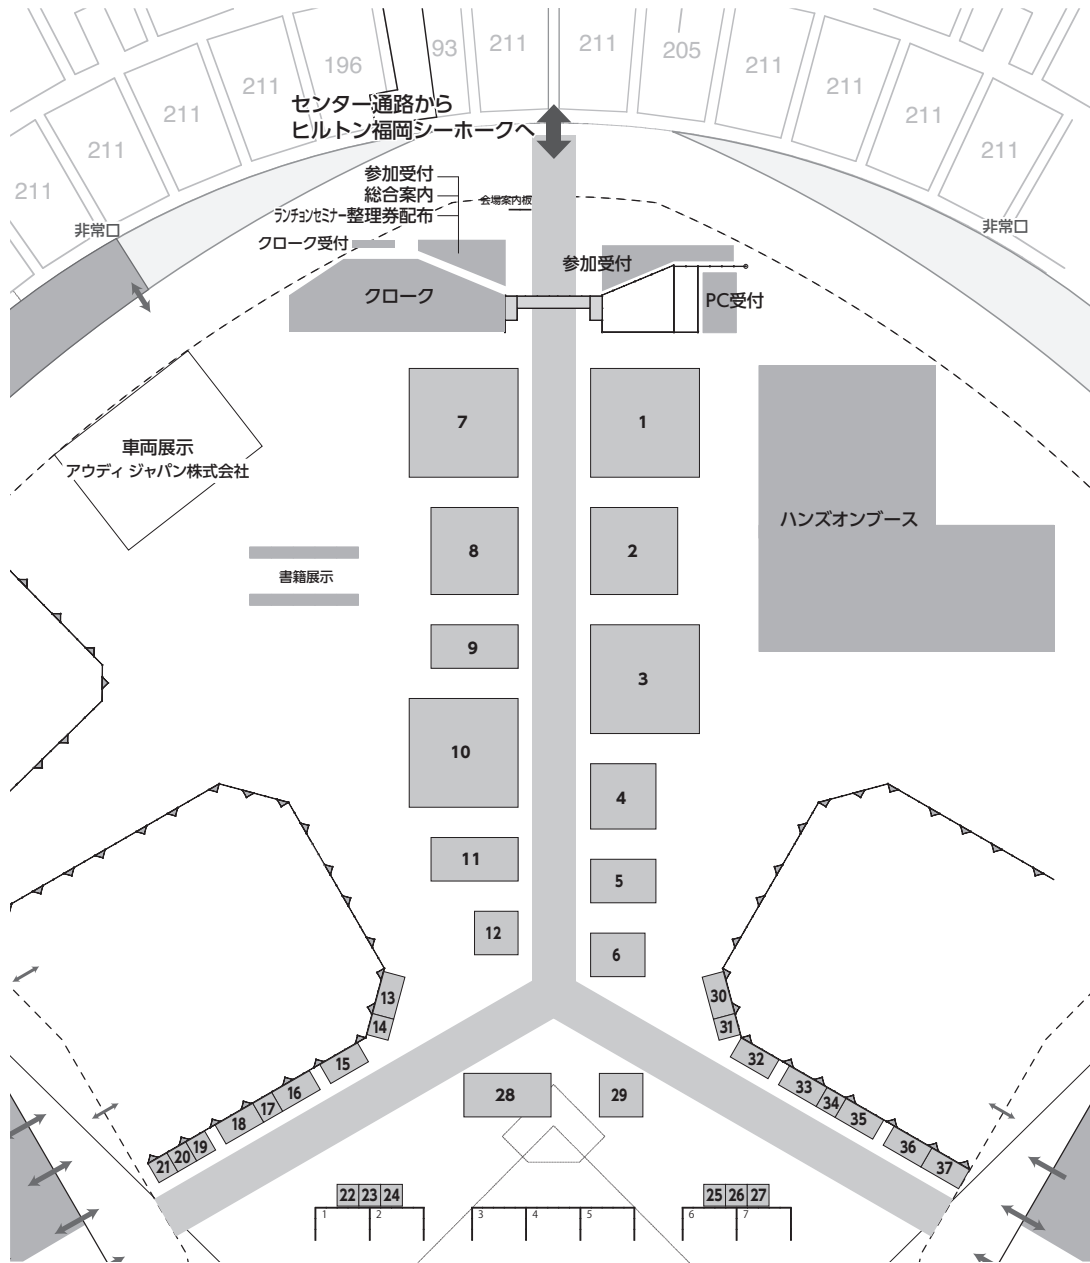 93
211
211
205
196
211
211
211
211
センター通路から
ヒルトン福岡シーホークへ
211
211
211
参加受付
総合案内
ランチョンセミナー整理券配布
会場案内板
非常口
非常口
クローク受付
参加受付
クローク
PC受付
7
1
車両展示
アウディ ジャパン株式会社
ハンズオンブース
8
2
書籍展示
9
3
10
4
11
5
12
6
13
14
30
31
15
32
16
17
18
19
20
21
33
34
35
36
37
28
29
22 23 24
25 26 27
1
2
3
4
5
6
7